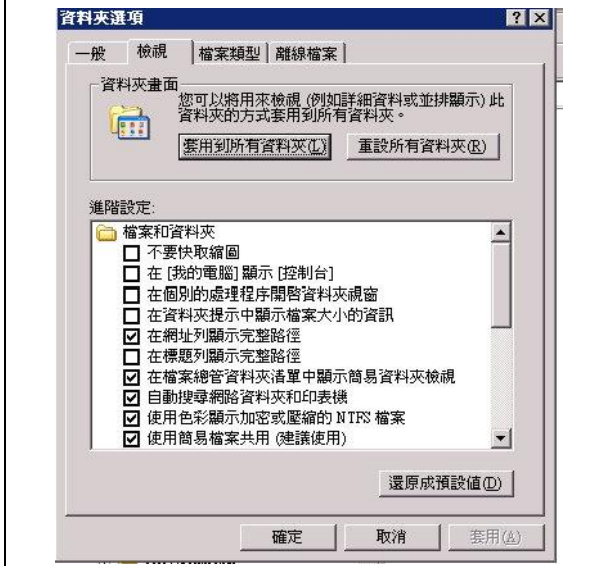 資料夾選項
一般 檢視 檔案類型 離線檔案
資料夾畫面
您可以將用來檢視 (例如詳細資料或並排顯示) 此
資料夾的方式套用到所有資料夾。
套用到所有資料夾(L) 重設所有資料夾(R)
進階設定:
檔案和資料夾
不要快取縮圖
在 [我的電腦] 顯示 [控制台]
在個別的處理程序開啓資料夾視窗
在資料夾提示中顯示檔案大小的資訊
在網址列顯示完整路徑
在標題列顯示完整路徑
在檔案總管資料夾清單中顯示簡易資料夾檢視
自動搜尋網路資料夾和印表機
使用色彩顯示加密或壓縮的 NTFS 檔案
使用簡易檔案共用 (建議使用)
還原成預設值(D)
確定 取消 套用(A)